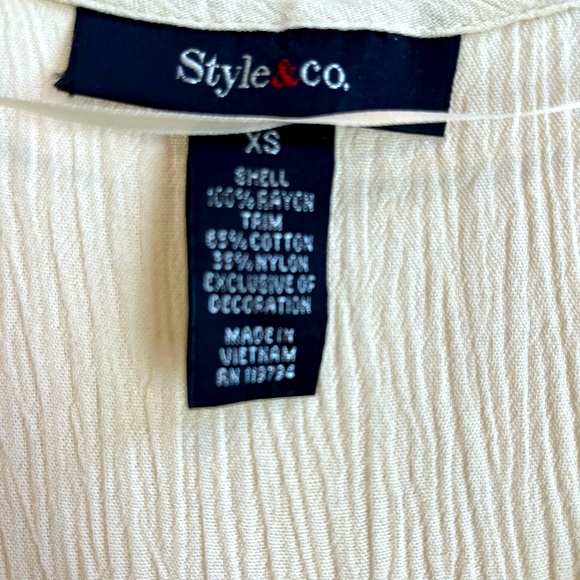 Style&co.
XS
SHELL
100% RAYON
TRIM
65% COTTON
35% NYLON
EXCLUSIVE OF
DECORATION
MADE IN
VIETNAM
RN 113734